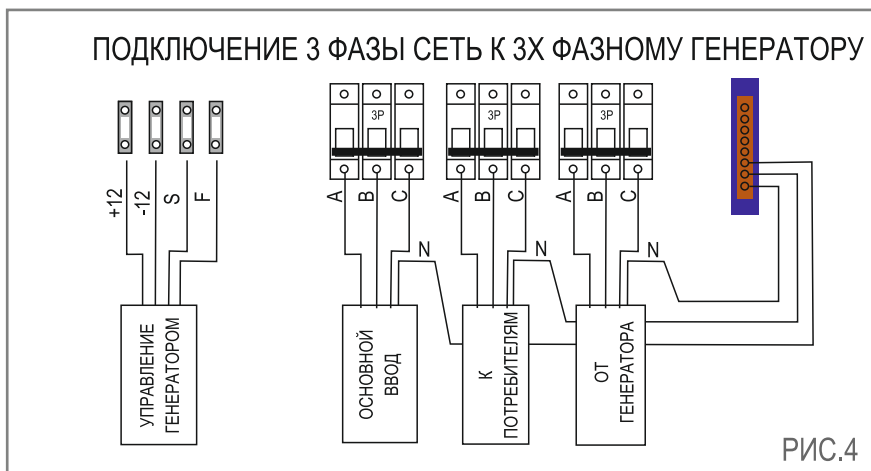 ПОДКЛЮЧЕНИЕ 3 ФАЗЫ СЕТЬ К 3Х ФАЗНОМУ ГЕНЕРАТОРУ
3P
3P
3P
+12
-12
S
F
A
B
C
N
A
B
C
N
A
B
C
N
УПРАВЛЕНИЕ
ГЕНЕРАТОРОМ
ОСНОВНОЙ
ВВОД
К
ПОТРЕБИТЕЛЯМ
ОТ
ГЕНЕРАТОРА
РИС.4